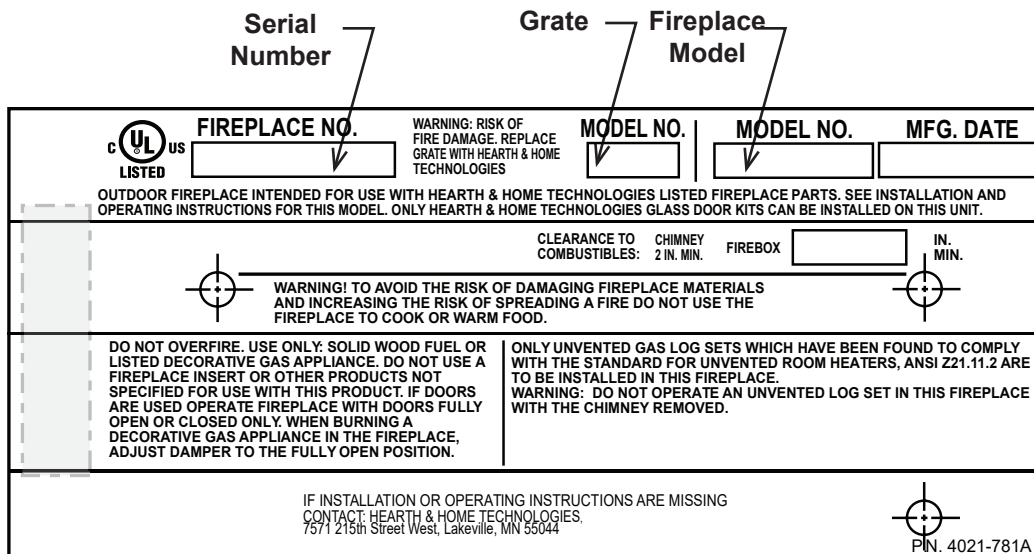 Serial
Number
Grate
Fireplace
Model
C UL US
LISTED
FIREPLACE NO.
WARNING: RISK OF
FIRE DAMAGE. REPLACE
GRATE WITH HEARTH & HOME
TECHNOLOGIES
MODEL NO.
MODEL NO.
MFG. DATE
OUTDOOR FIREPLACE INTENDED FOR USE WITH HEARTH & HOME TECHNOLOGIES LISTED FIREPLACE PARTS. SEE INSTALLATION AND
OPERATING INSTRUCTIONS FOR THIS MODEL. ONLY HEARTH & HOME TECHNOLOGIES GLASS DOOR KITS CAN BE INSTALLED ON THIS UNIT.
CLEARANCE TO
COMBUSTIBLES:
CHIMNEY
2 IN. MIN.
FIREBOX
IN.
MIN.
WARNING! TO AVOID THE RISK OF DAMAGING FIREPLACE MATERIALS
AND INCREASING THE RISK OF SPREADING A FIRE DO NOT USE THE
FIREPLACE TO COOK OR WARM FOOD.
DO NOT OVERFIRE. USE ONLY: SOLID WOOD FUEL OR
LISTED DECORATIVE GAS APPLIANCE. DO NOT USE A
FIREPLACE INSERT OR OTHER PRODUCTS NOT
SPECIFIED FOR USE WITH THIS PRODUCT. IF DOORS
ARE USED OPERATE FIREPLACE WITH DOORS FULLY
OPEN OR CLOSED ONLY. WHEN BURNING A
DECORATIVE GAS APPLIANCE IN THE FIREPLACE,
ADJUST DAMPER TO THE FULLY OPEN POSITION.
ONLY UNVENTED GAS LOG SETS WHICH HAVE BEEN FOUND TO COMPLY
WITH THE STANDARD FOR UNVENTED ROOM HEATERS, ANSI Z21.11.2 ARE
TO BE INSTALLED IN THIS FIREPLACE.
WARNING: DO NOT OPERATE AN UNVENTED LOG SET IN THIS FIREPLACE
WITH THE CHIMNEY REMOVED.
IF INSTALLATION OR OPERATING INSTRUCTIONS ARE MISSING
CONTACT: HEARTH & HOME TECHNOLOGIES,
7571 215th Street West, Lakeville, MN 55044
P.N. 4021-781A